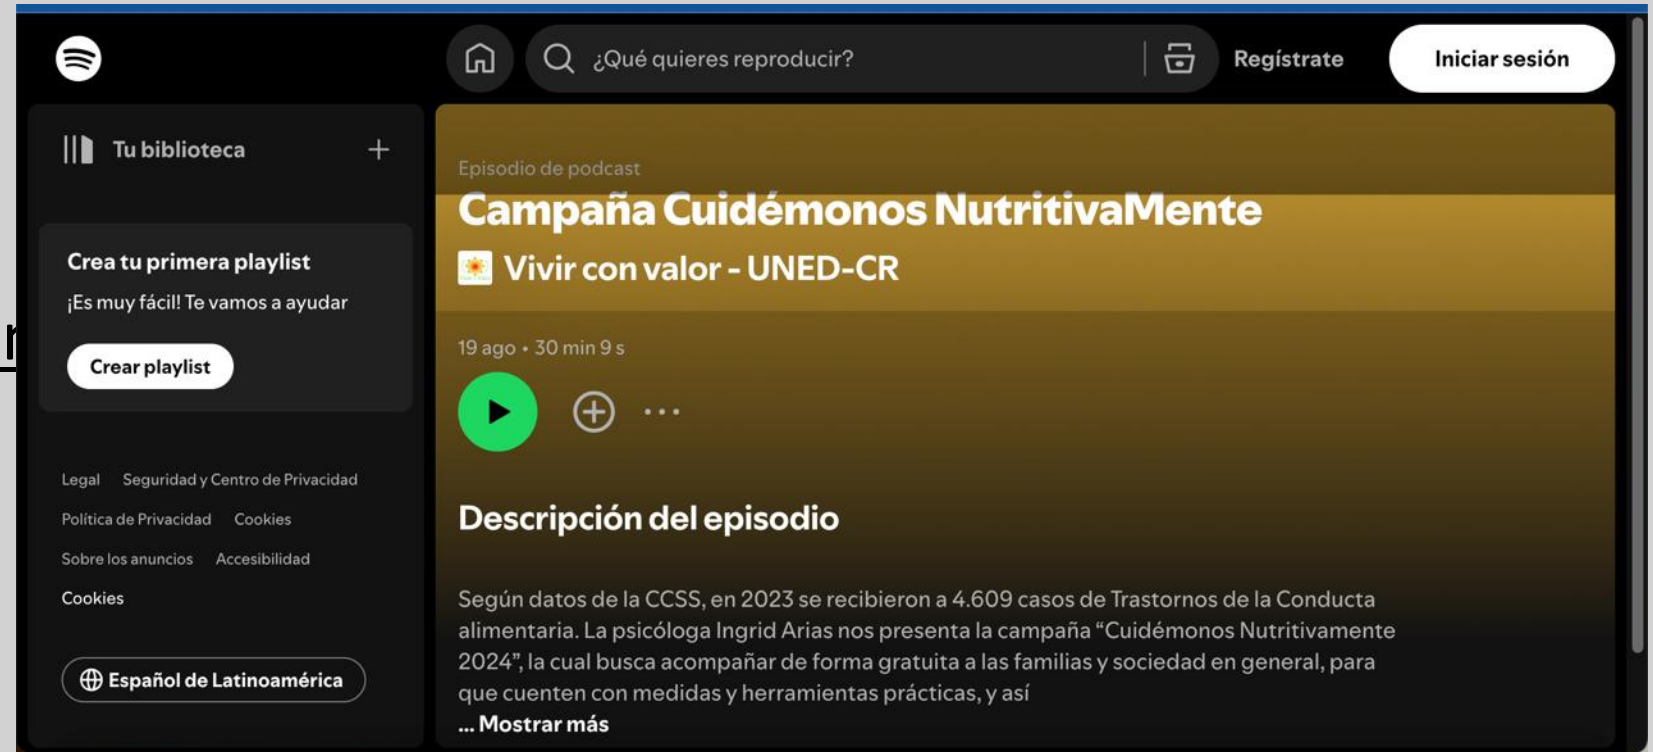 ¿Qué quieres reproducir?
Regístrate
Iniciar sesión
Tu biblioteca
Crea tu primera playlist
¡Es muy fácil! Te vamos a ayudar
Crear playlist
Legal Seguridad y Centro de Privacidad
Política de Privacidad Cookies
Sobre los anuncios Accesibilidad
Cookies
Español de Latinoamérica
Episodio de podcast
Campaña Cuidémonos NutritivaMente
Vivir con valor - UNED-CR
19 ago • 30 min 9 s
Descripción del episodio
Según datos de la CCSS, en 2023 se recibieron a 4.609 casos de Trastornos de la Conducta
alimentaria. La psicóloga Ingrid Arias nos presenta la campaña “Cuidémonos Nutritivamente
2024”, la cual busca acompañar de forma gratuita a las familias y sociedad en general, para
que cuenten con medidas y herramientas prácticas, y así
... Mostrar más